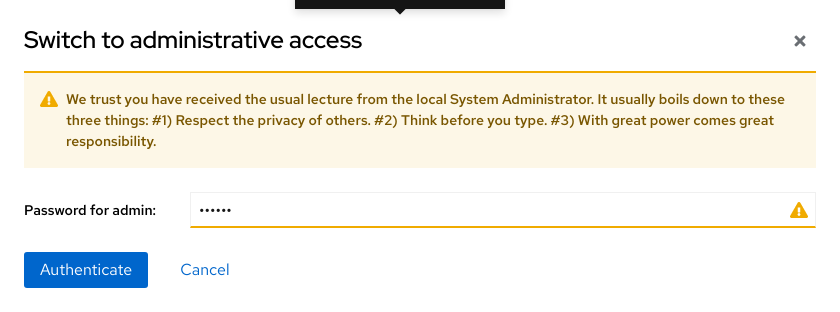 Switch to administrative access
We trust you have received the usual lecture from the local System Administrator. It usually boils down to these
three things: #1) Respect the privacy of others. #2) Think before you type. #3) With great power comes great
responsibility.
Password for admin:
••••••
Authenticate
Cancel